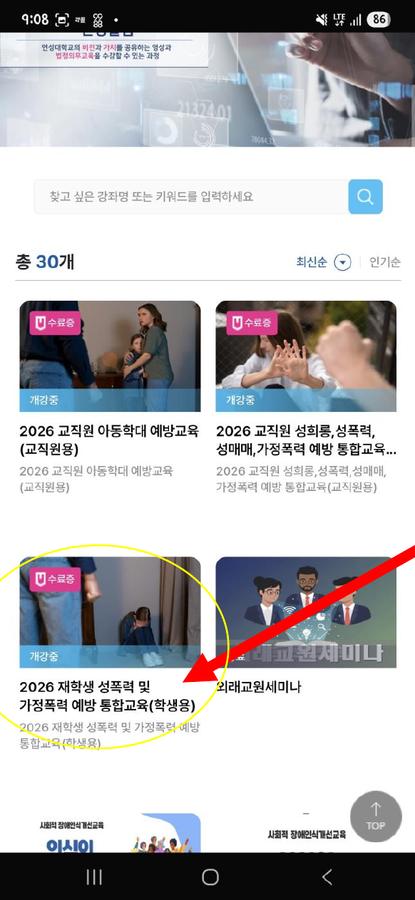 9:08
LTE
86
안성대학교의 비전과 가치를 공유하는 영상과
법정의무교육을 수강할 수 있는 과정
찾고 싶은 강좌명 또는 키워드를 입력하세요
총 30개
최신순
인기순
수료증
수료증
개강중
개강중
2026 교직원 아동학대 예방교육
(교직원용)
2026 교직원 성희롱,성폭력,
성매매,가정폭력 예방 통합교육...
2026 교직원 아동학대 예방교육
(교직원용)
2026 교직원 성희롱,성폭력,성매매,
가정폭력 예방 통합교육(교직원용)
수료증
개강중
외래교원세미나
2026 재학생 성폭력 및
가정폭력 예방 통합교육(학생용)
외래교원세미나
2026 재학생 성폭력 및 가정폭력 예방
통합교육(학생용)
사회적 장애인식개선교육
사회적 장애인식개선교육
TOP